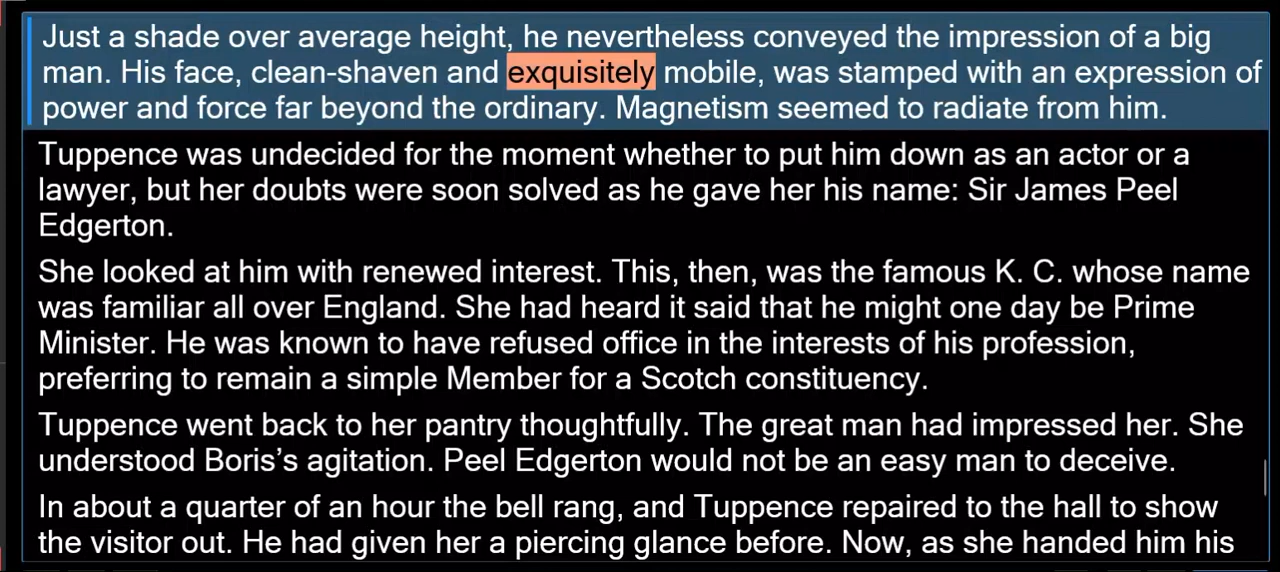 Just a shade over average height, he nevertheless conveyed the impression of a big
man. His face, clean-shaven and exquisitely mobile, was stamped with an expression of
power and force far beyond the ordinary. Magnetism seemed to radiate from him.
Tuppence was undecided for the moment whether to put him down as an actor or a
lawyer, but her doubts were soon solved as he gave her his name: Sir James Peel
Edgerton.
She looked at him with renewed interest. This, then, was the famous K. C. whose name
was familiar all over England. She had heard it said that he might one day be Prime
Minister. He was known to have refused office in the interests of his profession,
preferring to remain a simple Member for a Scotch constituency.
Tuppence went back to her pantry thoughtfully. The great man had impressed her. She
understood Boris’s agitation. Peel Edgerton would not be an easy man to deceive.
In about a quarter of an hour the bell rang, and Tuppence repaired to the hall to show
the visitor out. He had given her a piercing glance before. Now, as she handed him his